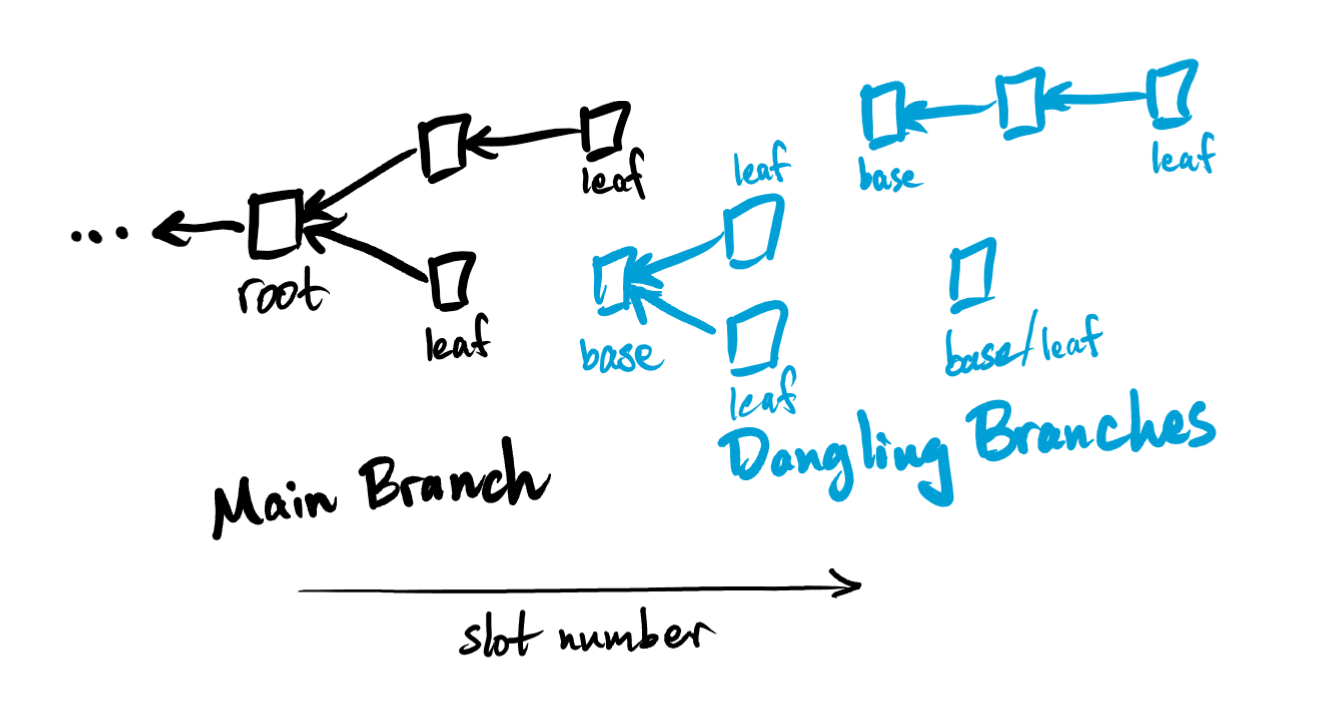 ...
root
leaf
leaf
Main Branch
base
leaf
leaf
base
leaf
base/leaf
Dangling Branches
slot number